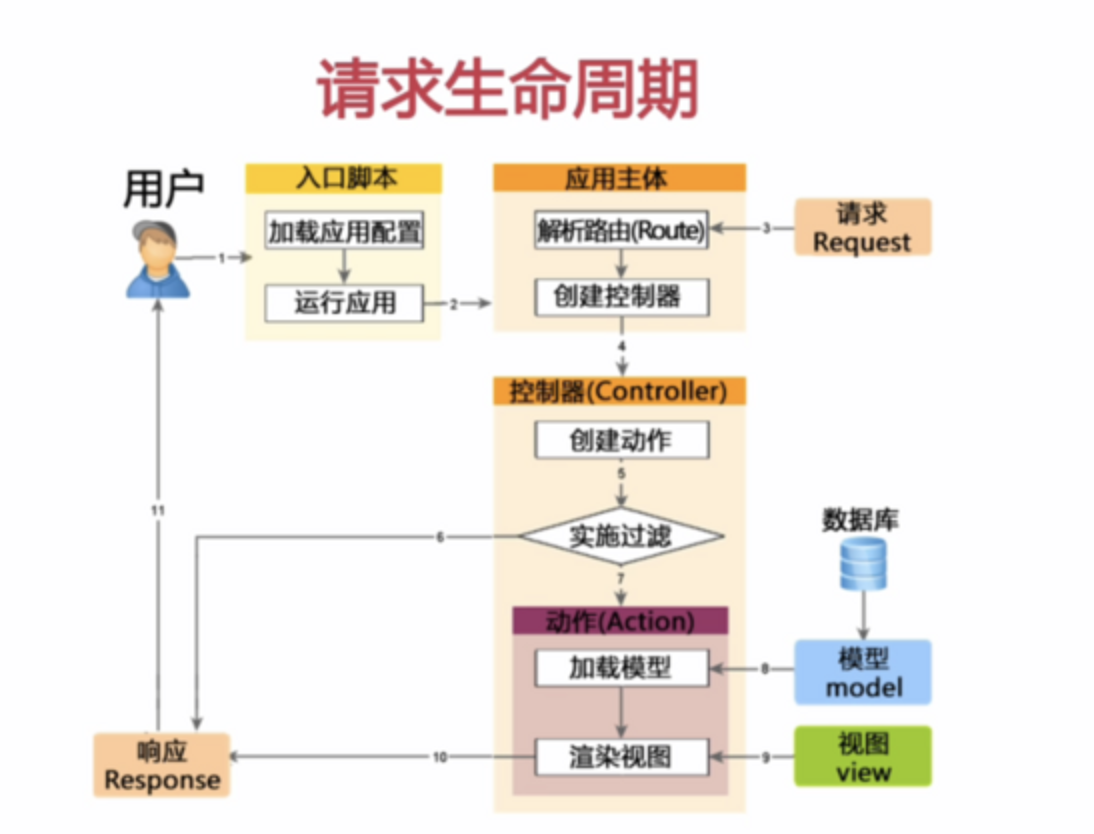 请求生命周期
用户
入口脚本
加载应用配置
运行应用
1
2
应用主体
解析路由(Route)
创建控制器
3
请求
Request
4
控制器(Controller)
创建动作
5
实施过滤
6
7
动作(Action)
加载模型
渲染视图
数据库
8
模型
model
9
视图
view
10
响应
Response
11